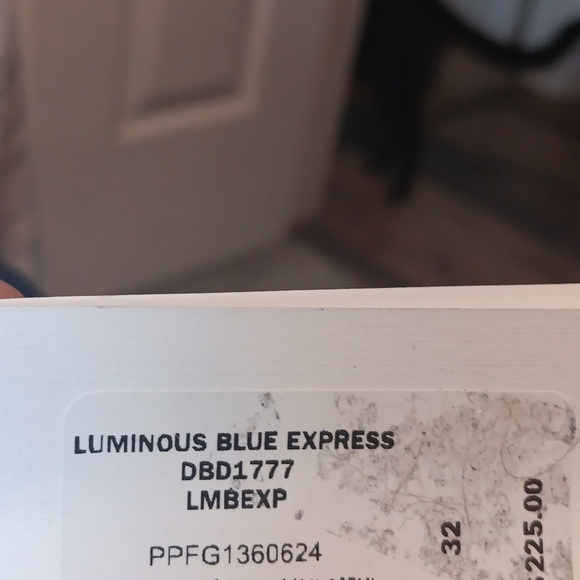 LUMINOUS BLUE EXPRESS
DBD1777
LMBEXP
PPFG1360624
32
225.00